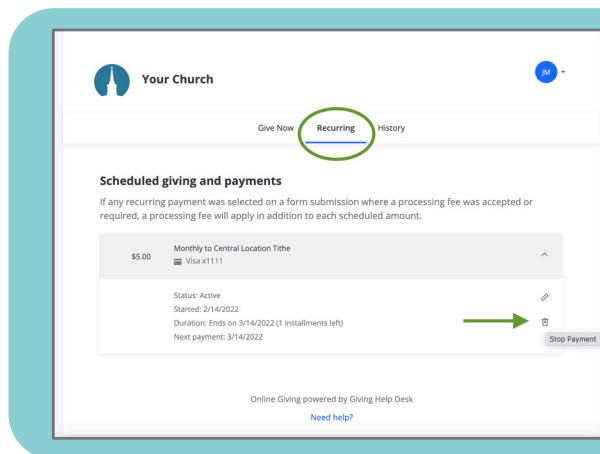 Your Church
JM
Give Now Recurring History
Scheduled giving and payments
If any recurring payment was selected on a form submission where a processing fee was accepted or
required, a processing fee will apply in addition to each scheduled amount.
$5.00
Monthly to Central Location Tithe
Visa x1111
Status: Active
Started: 2/14/2022
Duration: Ends on 3/14/2022 (1 installments left)
Next payment: 3/14/2022
Stop Payment
Online Giving powered by Giving Help Desk
Need help?